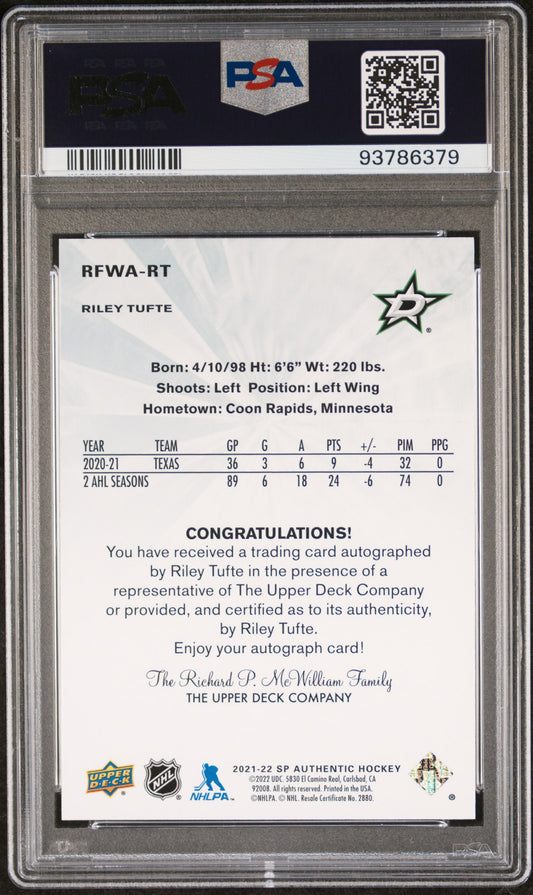 PSA
PSA
93786379
RFWA-RT
RILEY TUFTE
D
®
Born: 4/10/98 Ht: 6'6" Wt: 220 lbs.
Shoots: Left Position: Left Wing
Hometown: Coon Rapids, Minnesota
YEAR TEAM GP G A PTS +/- PIM PPG
2020-21 TEXAS 36 3 6 9 -4 32 0
2 AHL SEASONS 89 6 18 24 -6 74 0
CONGRATULATIONS!
You have received a trading card autographed
by Riley Tufte in the presence of a
representative of The Upper Deck Company
or provided, and certified as to its authenticity,
by Riley Tufte.
Enjoy your autograph card!
The Richard P. McWilliam Family
THE UPPER DECK COMPANY
UPPER DECK
NHL
NHLPA
2021-22 SP AUTHENTIC HOCKEY
©2022 UDC. 5830 El Camino Real, Carlsbad, CA
92008. All rights reserved. Printed in the USA.
©NHLPA. © NHL. Resale Certificate No. 2880.
®
PSA